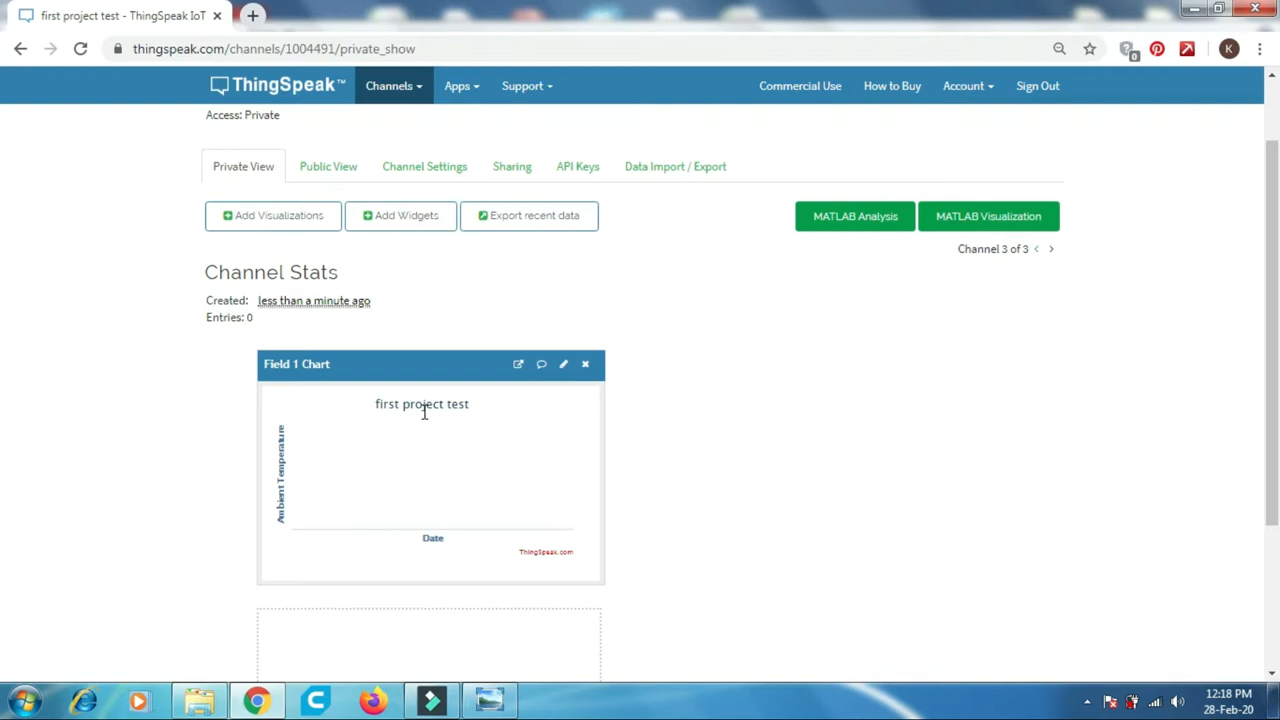 first project test - ThingSpeak IoT
thingspeak.com/channels/1004491/private_show
0
K
ThingSpeak™ Channels Apps Support Commercial Use How to Buy Account Sign Out
Access: Private
Private View Public View Channel Settings Sharing API Keys Data Import / Export
Add Visualizations Add Widgets Export recent data MATLAB Analysis MATLAB Visualization
Channel 3 of 3
Channel Stats
Created: less than a minute ago
Entries: 0
Field 1 Chart
first project test
Ambient Temperature
Date
ThingSpeak.com
12:18 PM
28-Feb-20